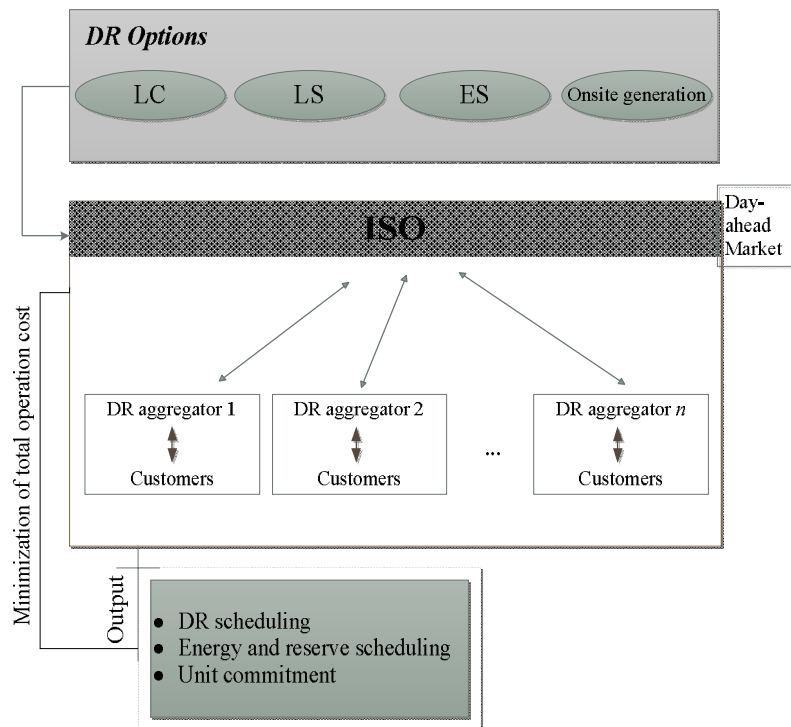 DR Options
LC
LS
ES
Onsite generation
ISO
Day-
ahead
Market
Minimization of total operation cost
DR aggregator 1
Customers
DR aggregator 2
Customers
...
DR aggregator n
Customers
Output
● DR scheduling
● Energy and reserve scheduling
● Unit commitment